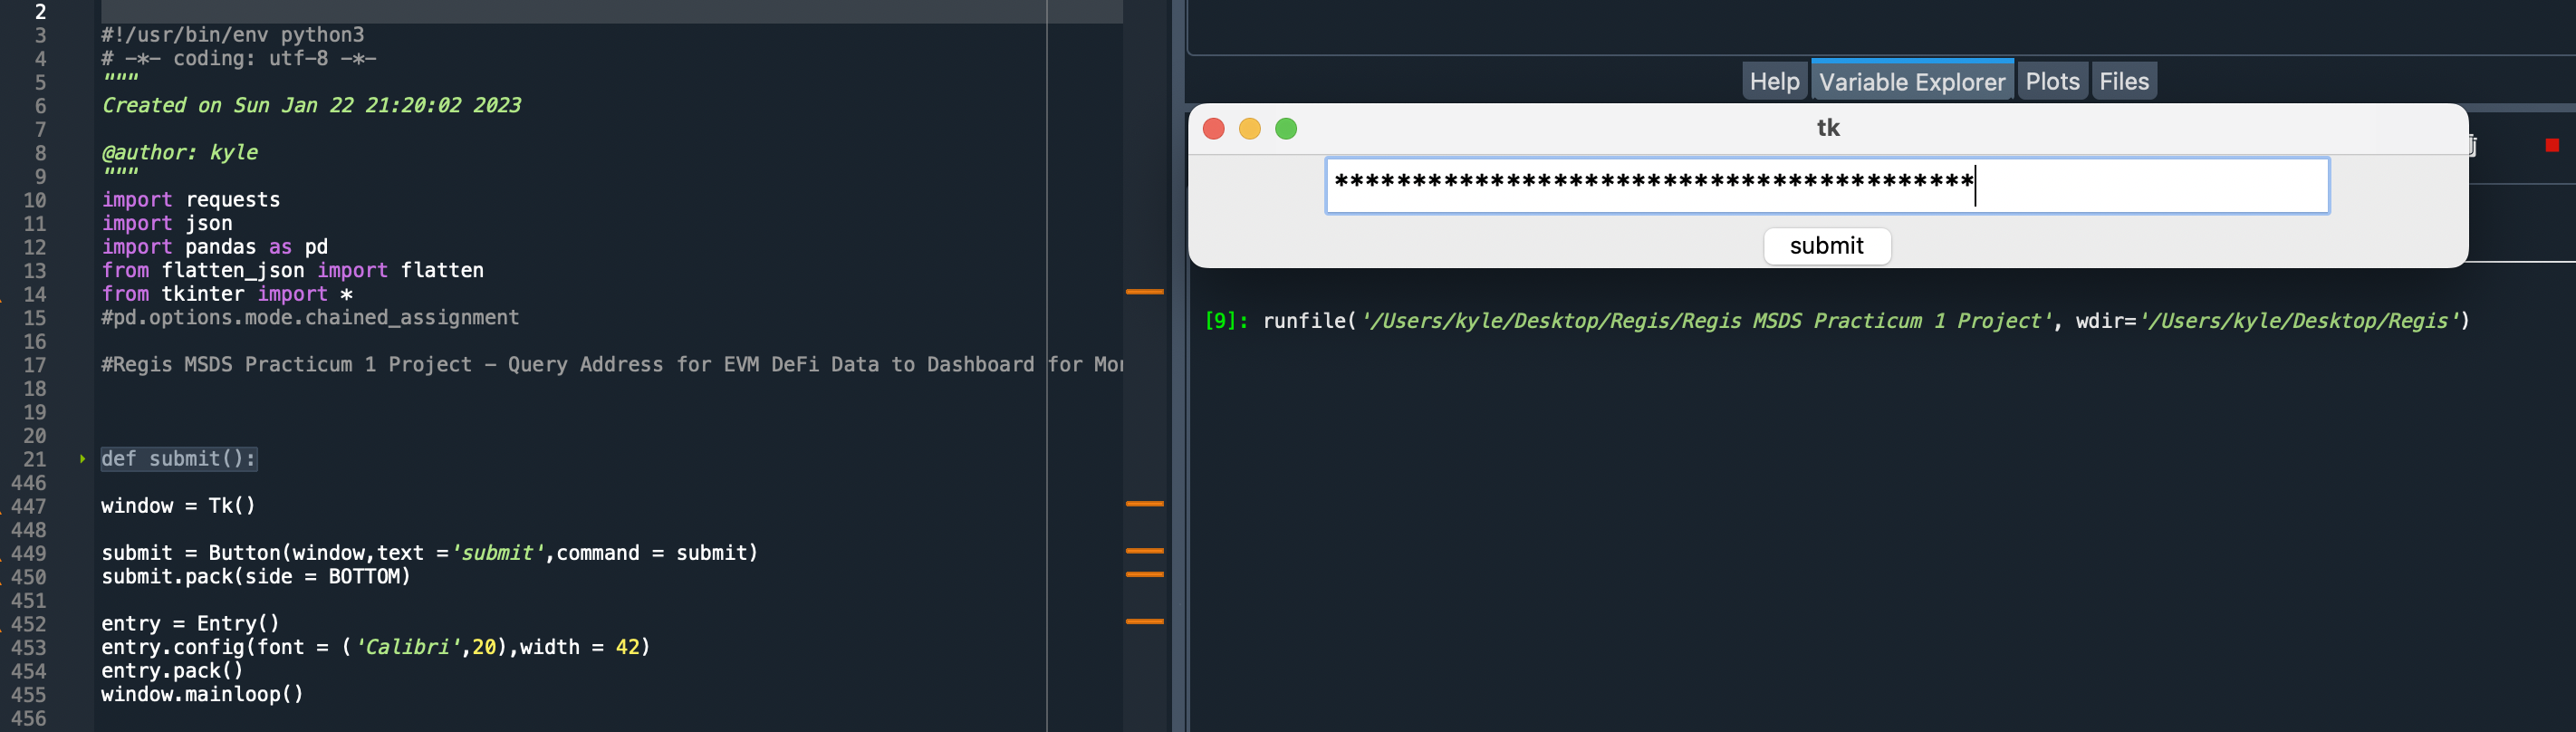 2
3 #!/usr/bin/env python3
4 # -*- coding: utf-8 -*-
5 """
6 Created on Sun Jan 22 21:20:02 2023
7
8 @author: kyle
9 """
10 import requests
11 import json
12 import pandas as pd
13 from flatten_json import flatten
14 from tkinter import *
15 #pd.options.mode.chained_assignment
16
17 #Regis MSDS Practicum 1 Project - Query Address for EVM DeFi Data to Dashboard for
18
19
20
21 def submit():
446
447 window = Tk()
448
449 submit = Button(window,text ='submit',command = submit)
450 submit.pack(side = BOTTOM)
451
452 entry = Entry()
453 entry.config(font = ('Calibri',20),width = 42)
454 entry.pack()
455 window.mainloop()
456
Help Variable Explorer Plots Files
tk
*****************************************
submit
[9]: runfile('/Users/kyle/Desktop/Regis/Regis MSDS Practicum 1 Project', wdir='/Users/kyle/Desktop/Regis')